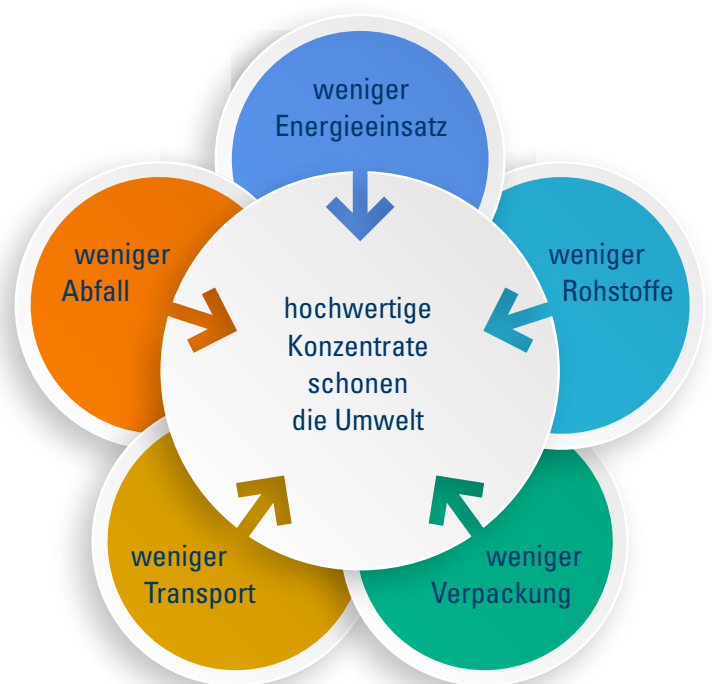 weniger
Energieeinsatz
weniger
Abfall
weniger
Rohstoffe
hochwertige
Konzentrate
schonen
die Umwelt
weniger
Transport
weniger
Verpackung